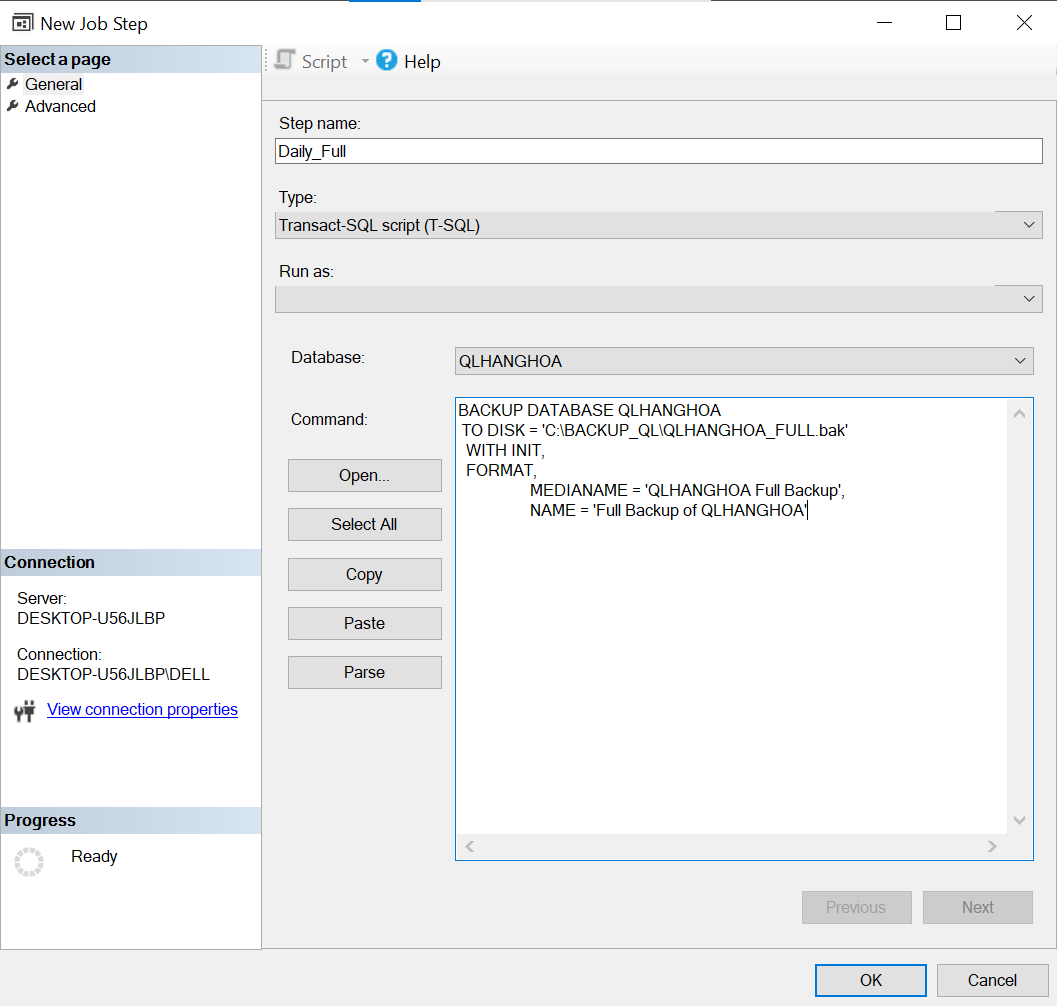 New Job Step
Select a page
General
Advanced
Script
Help
Step name:
Daily_Full
Type:
Transact-SQL script (T-SQL)
Run as:
Database:
QLHANGHOA
Command:
BACKUP DATABASE QLHANGHOA
TO DISK = 'C:\BACKUP_QL\QLHANGHOA_FULL.bak'
WITH INIT,
FORMAT,
MEDIANAME = 'QLHANGHOA Full Backup',
NAME = 'Full Backup of QLHANGHOA'
Open...
Select All
Copy
Paste
Parse
Connection
Server:
DESKTOP-U56JLBP
Connection:
DESKTOP-U56JLBP\DELL
View connection properties
Progress
Ready
Previous
Next
OK
Cancel